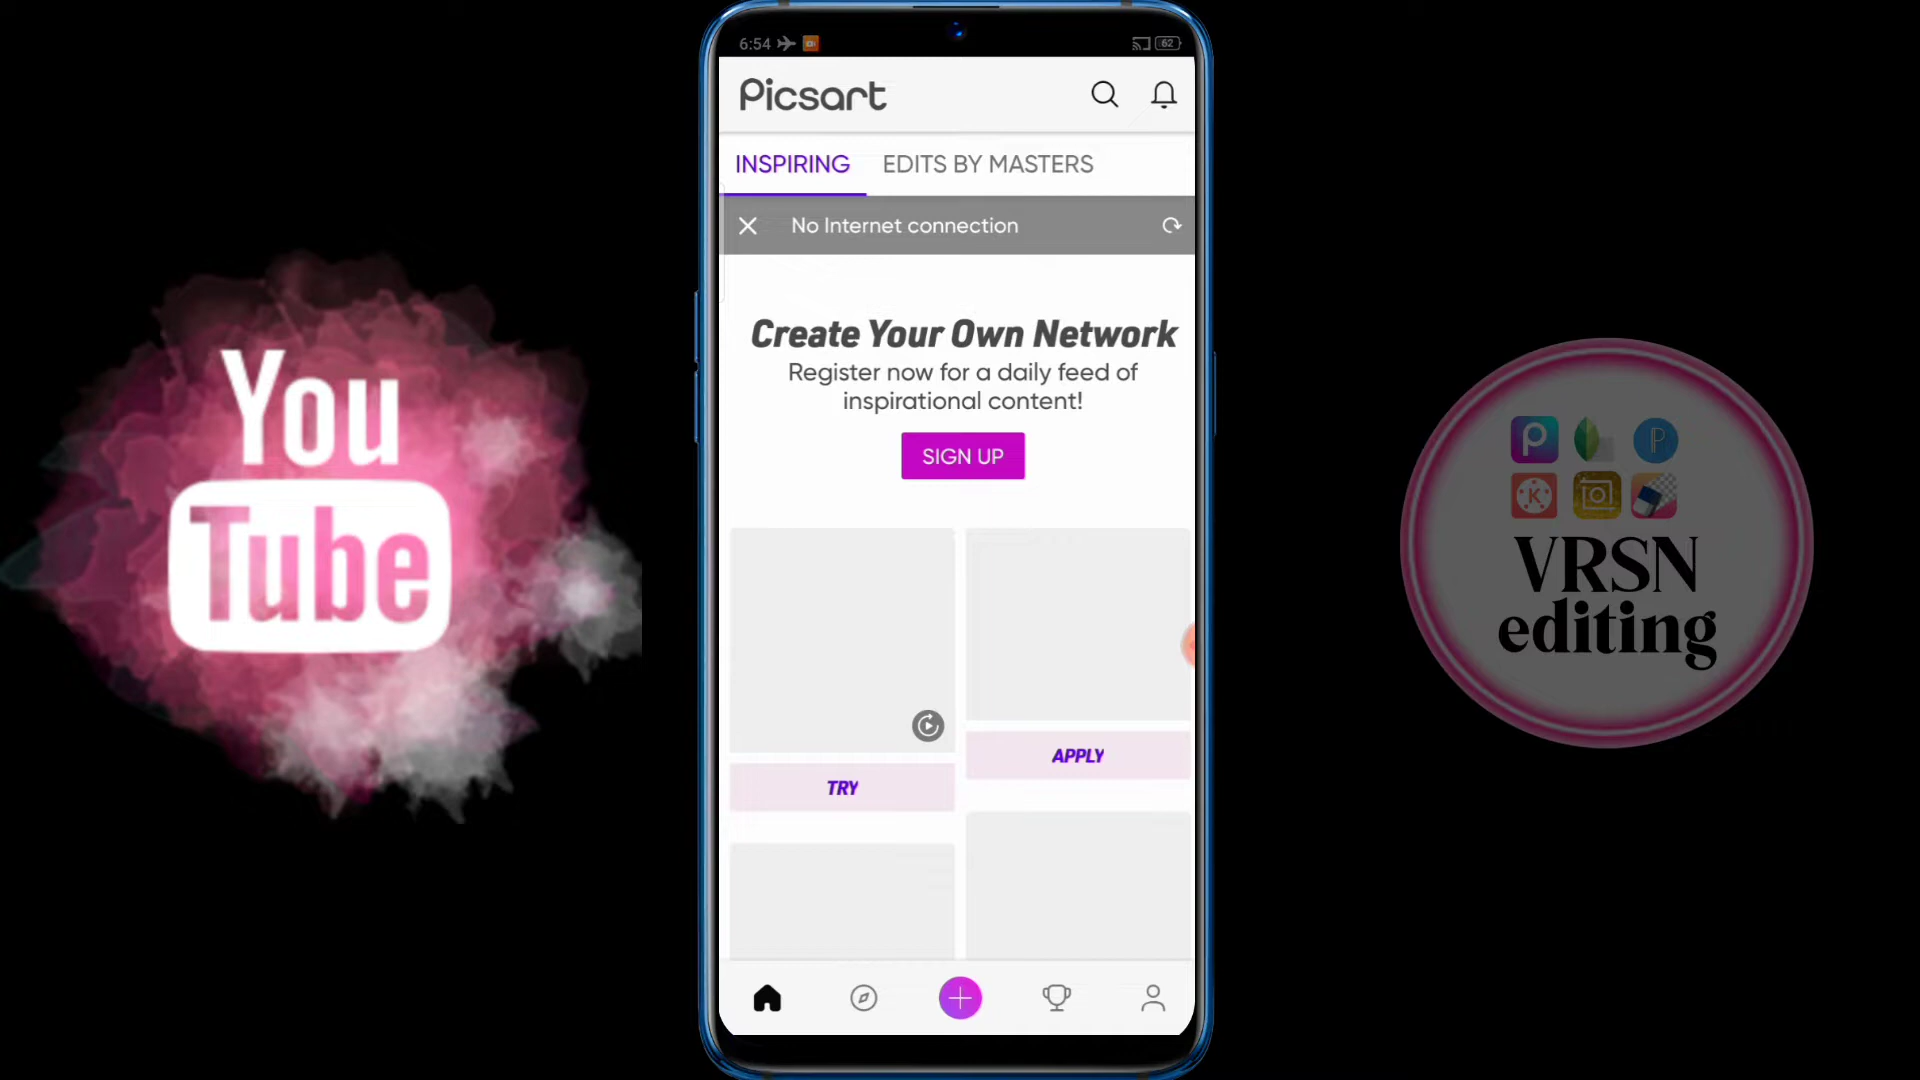 You
Tube
6:54
62
Picsart
INSPIRING EDITS BY MASTERS
No Internet connection
Create Your Own Network
Register now for a daily feed of
inspirational content!
SIGN UP
APPLY
TRY
VRSN
editing